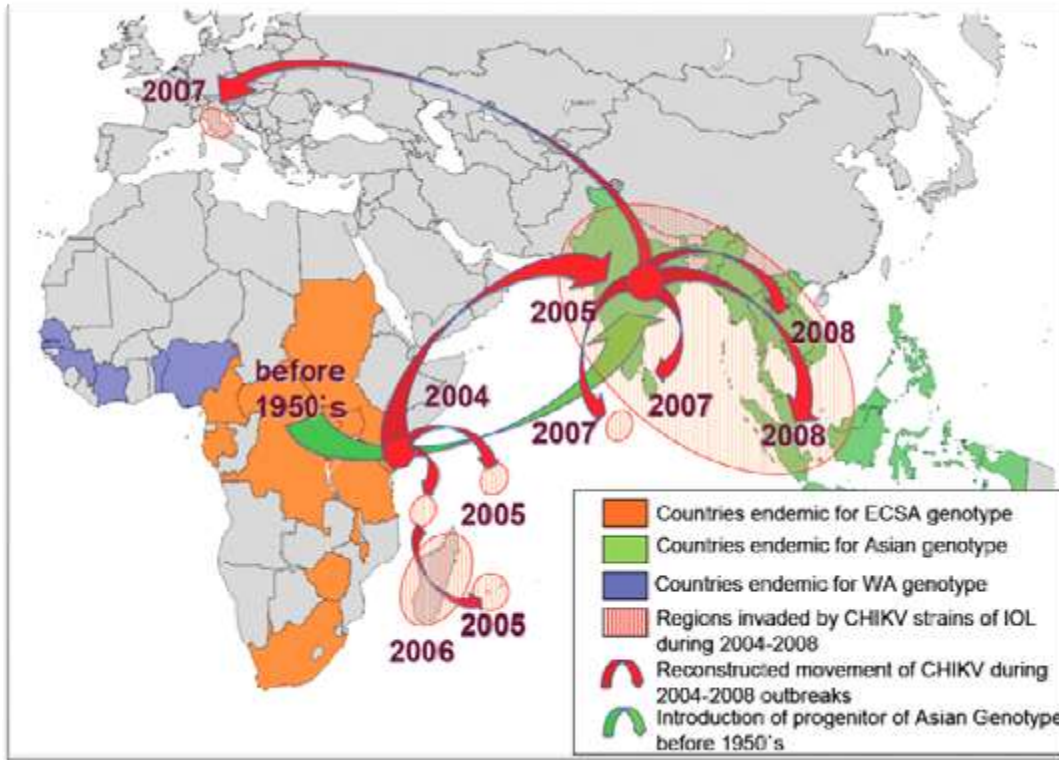 2007
before
1950`s
2004
2005
2005
2006
2005
2007
2007
2008
2008
Countries endemic for ECSA genotype
Countries endemic for Asian genotype
Countries endemic for WA genotype
Regions invaded by CHIKV strains of IOL
during 2004-2008
Reconstructed movement of CHIKV during
2004-2008 outbreaks
Introduction of progenitor of Asian Genotype
before 1950`s